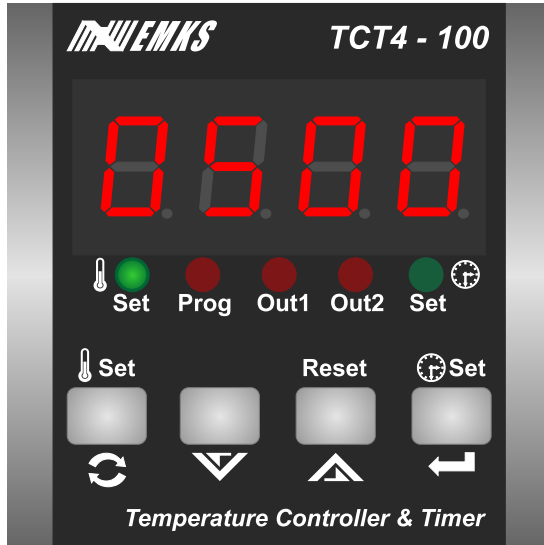 EMKS TCT4 - 100
0500
Set Prog Out1 Out2 Set
Set Reset Set
Temperature Controller & Timer